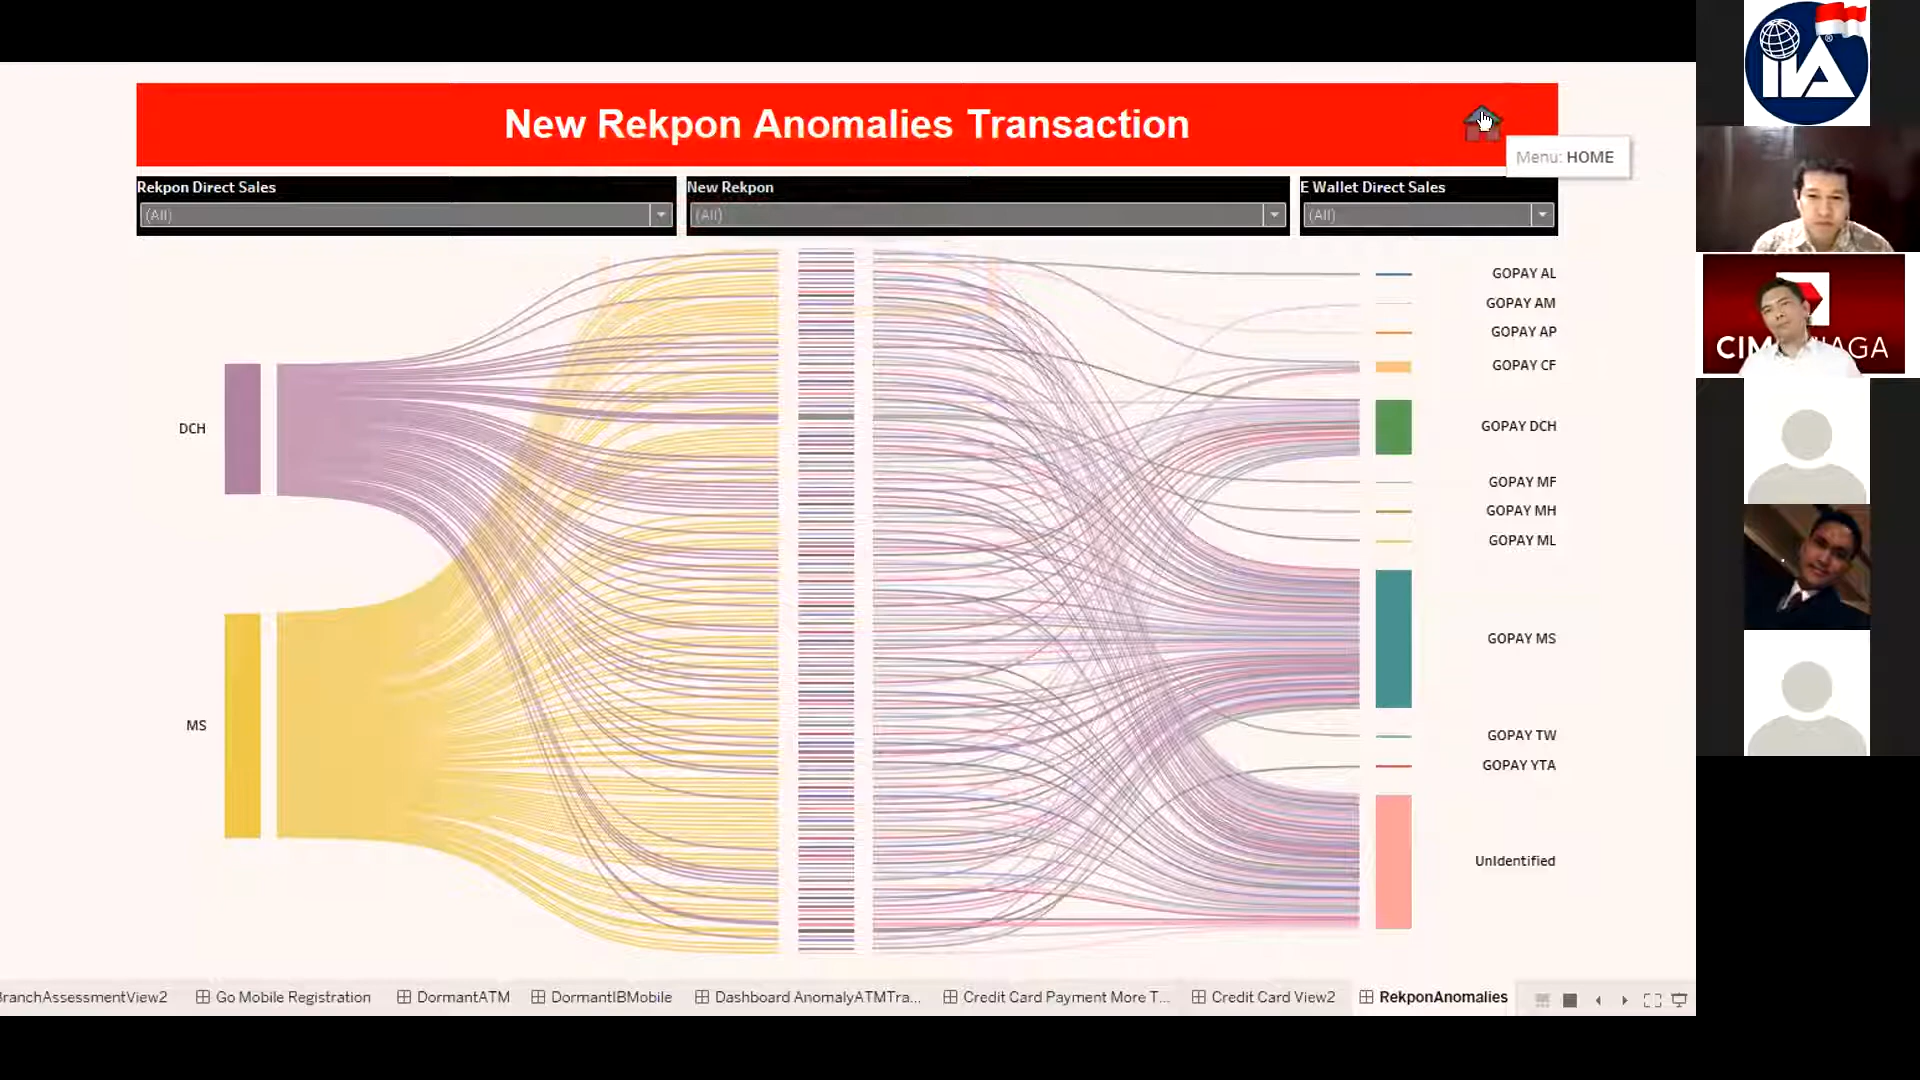 New Rekpon Anomalies Transaction
Menu: HOME
Rekpon Direct Sales
(All)
New Rekpon
(All)
E Wallet Direct Sales
(All)
DCH
MS
GOPAY AL
GOPAY AM
GOPAY AP
GOPAY CF
GOPAY DCH
GOPAY MF
GOPAY MH
GOPAY ML
GOPAY MS
GOPAY TW
GOPAY YTA
UnIdentified
BranchAssessmentView2
Go Mobile Registration
DormantATM
DormantIBMobile
Dashboard AnomalyATMTra...
Credit Card Payment More T...
Credit Card View2
RekponAnomalies
IIA
®
CIM
IAGA